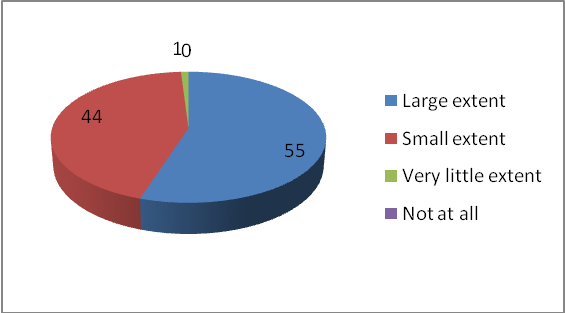 10
44
55
Large extent
Small extent
Very little extent
Not at all